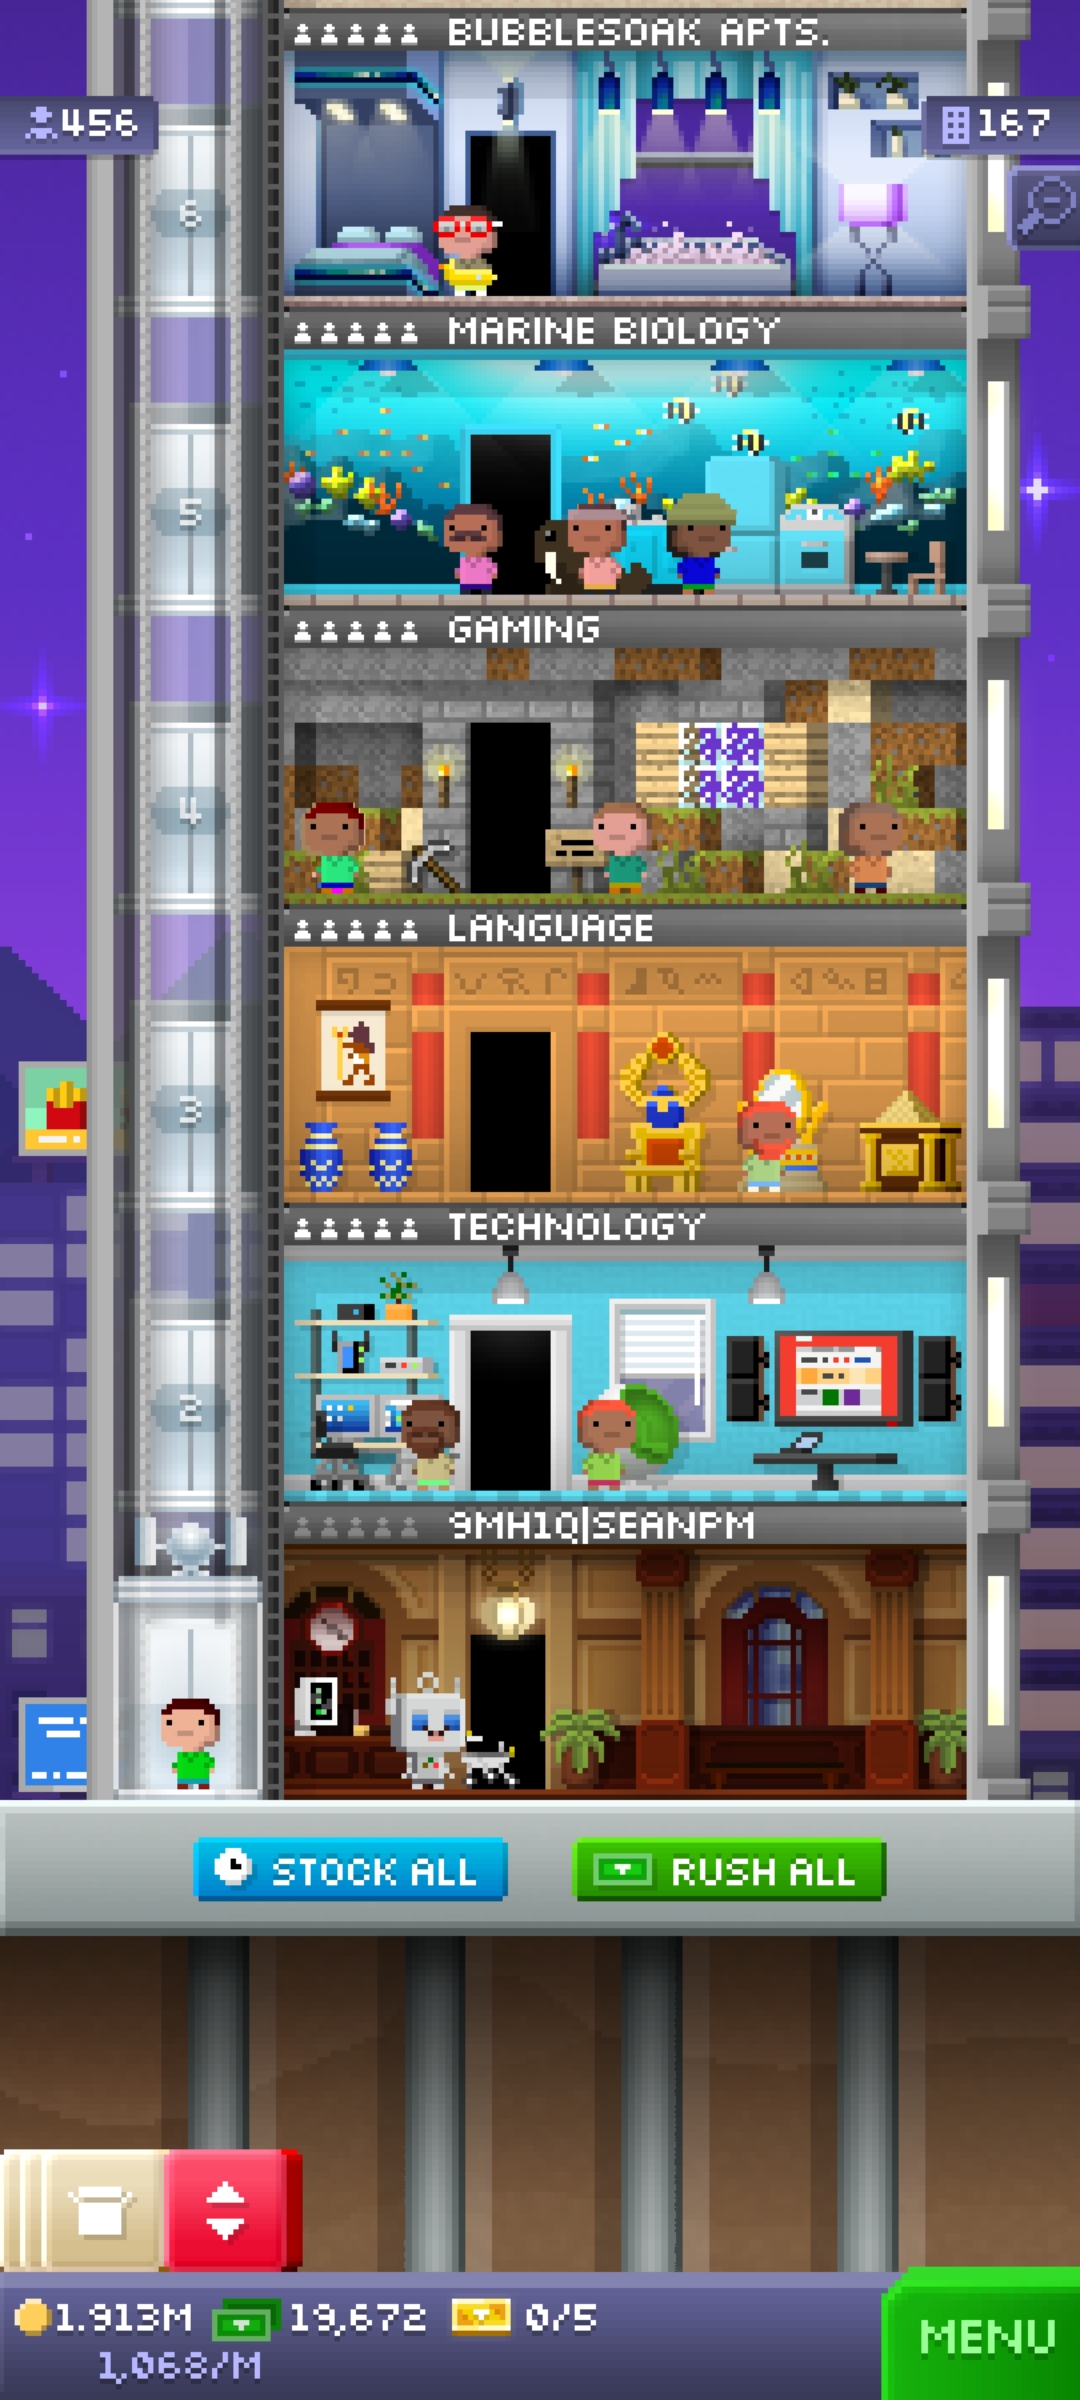 BUBBLESOAK APTS.
456
167
6
MARINE BIOLOGY
5
GAMING
4
LANGUAGE
3
TECHNOLOGY
2
9MH1Q|SEANPM
STOCK ALL
RUSH ALL
1.913M
19,672
0/5
1,068/M
MENU